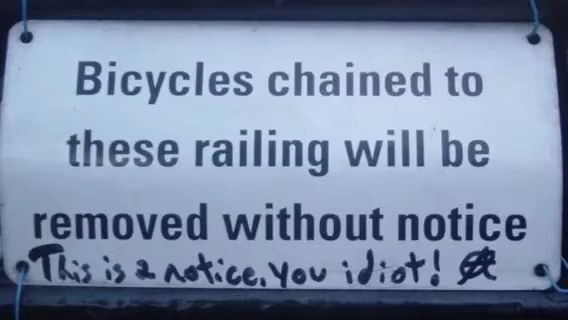 Bicycles chained to
these railing will be
removed without notice
This is a notice, you idiot!